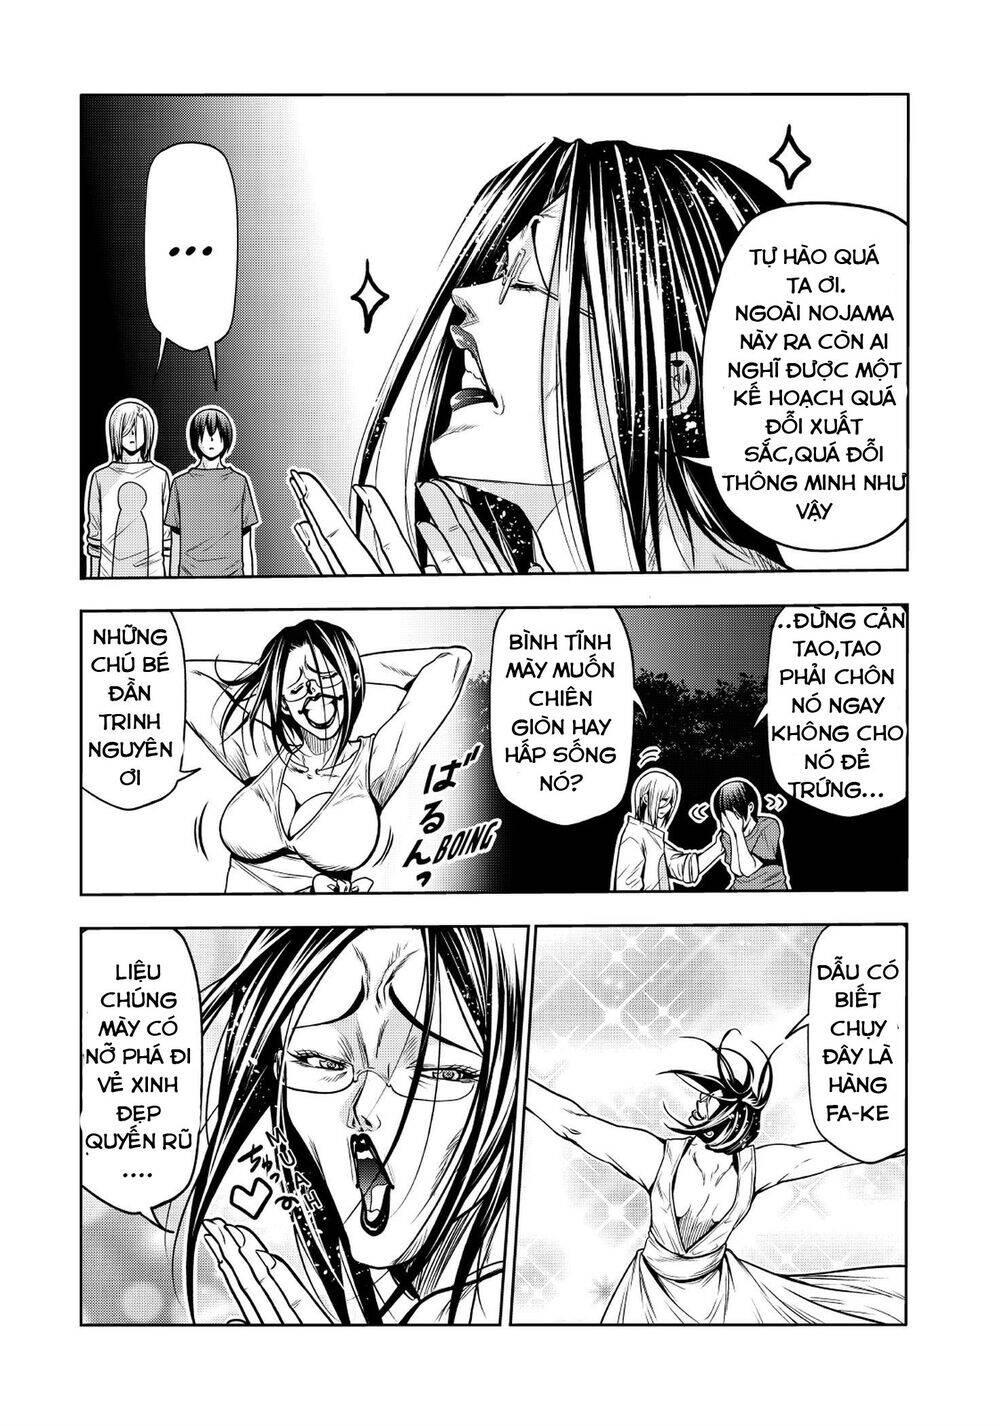 TỰ HÀO QUÁ
TA ƠI.
NGOÀI NOJAMA
NÀY RA CÒN AI
NGHĨ ĐƯỢC MỘT
KẾ HOẠCH QUÁ
ĐỖI XUẤT
SẮC,QUÁ ĐỖI
THÔNG MINH NHƯ
VẬY
...
..ĐỪNG CẢN
TAO,TAO
PHẢI CHÔN
NÓ NGAY
KHÔNG CHO
NÓ ĐẺ
TRỨNG...
BÌNH TĨNH
MÀY MUỐN
CHIÊN
GIÒN HAY
HẤP SỐNG
NÓ?
ばるんっ
BOING
NHỮNG
CHÚ BÉ
ĐẦN
TRINH
NGUYÊN
ƠI
DẪU CÓ
BIẾT
CHỤY
ĐÂY LÀ
HÀNG
FA-KE
LIỆU
CHÚNG
MÀY CÓ
NỠ PHÁ ĐI
VẺ XINH
ĐẸP
QUYẾN RŨ
....
MUAH